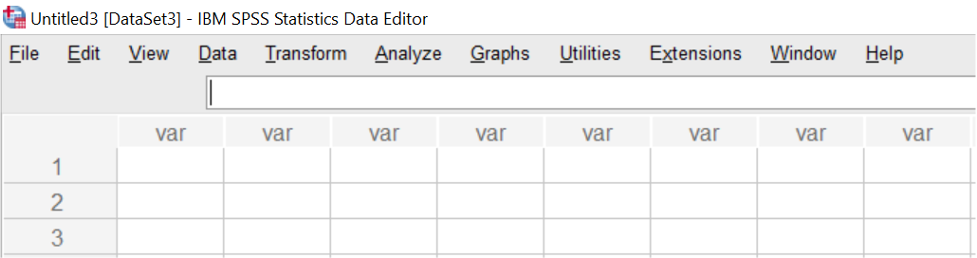 Untitled3 [DataSet3] - IBM SPSS Statistics Data Editor
File Edit View Data Transform Analyze Graphs Utilities Extensions Window Help
var var var var var var var var
1
2
3